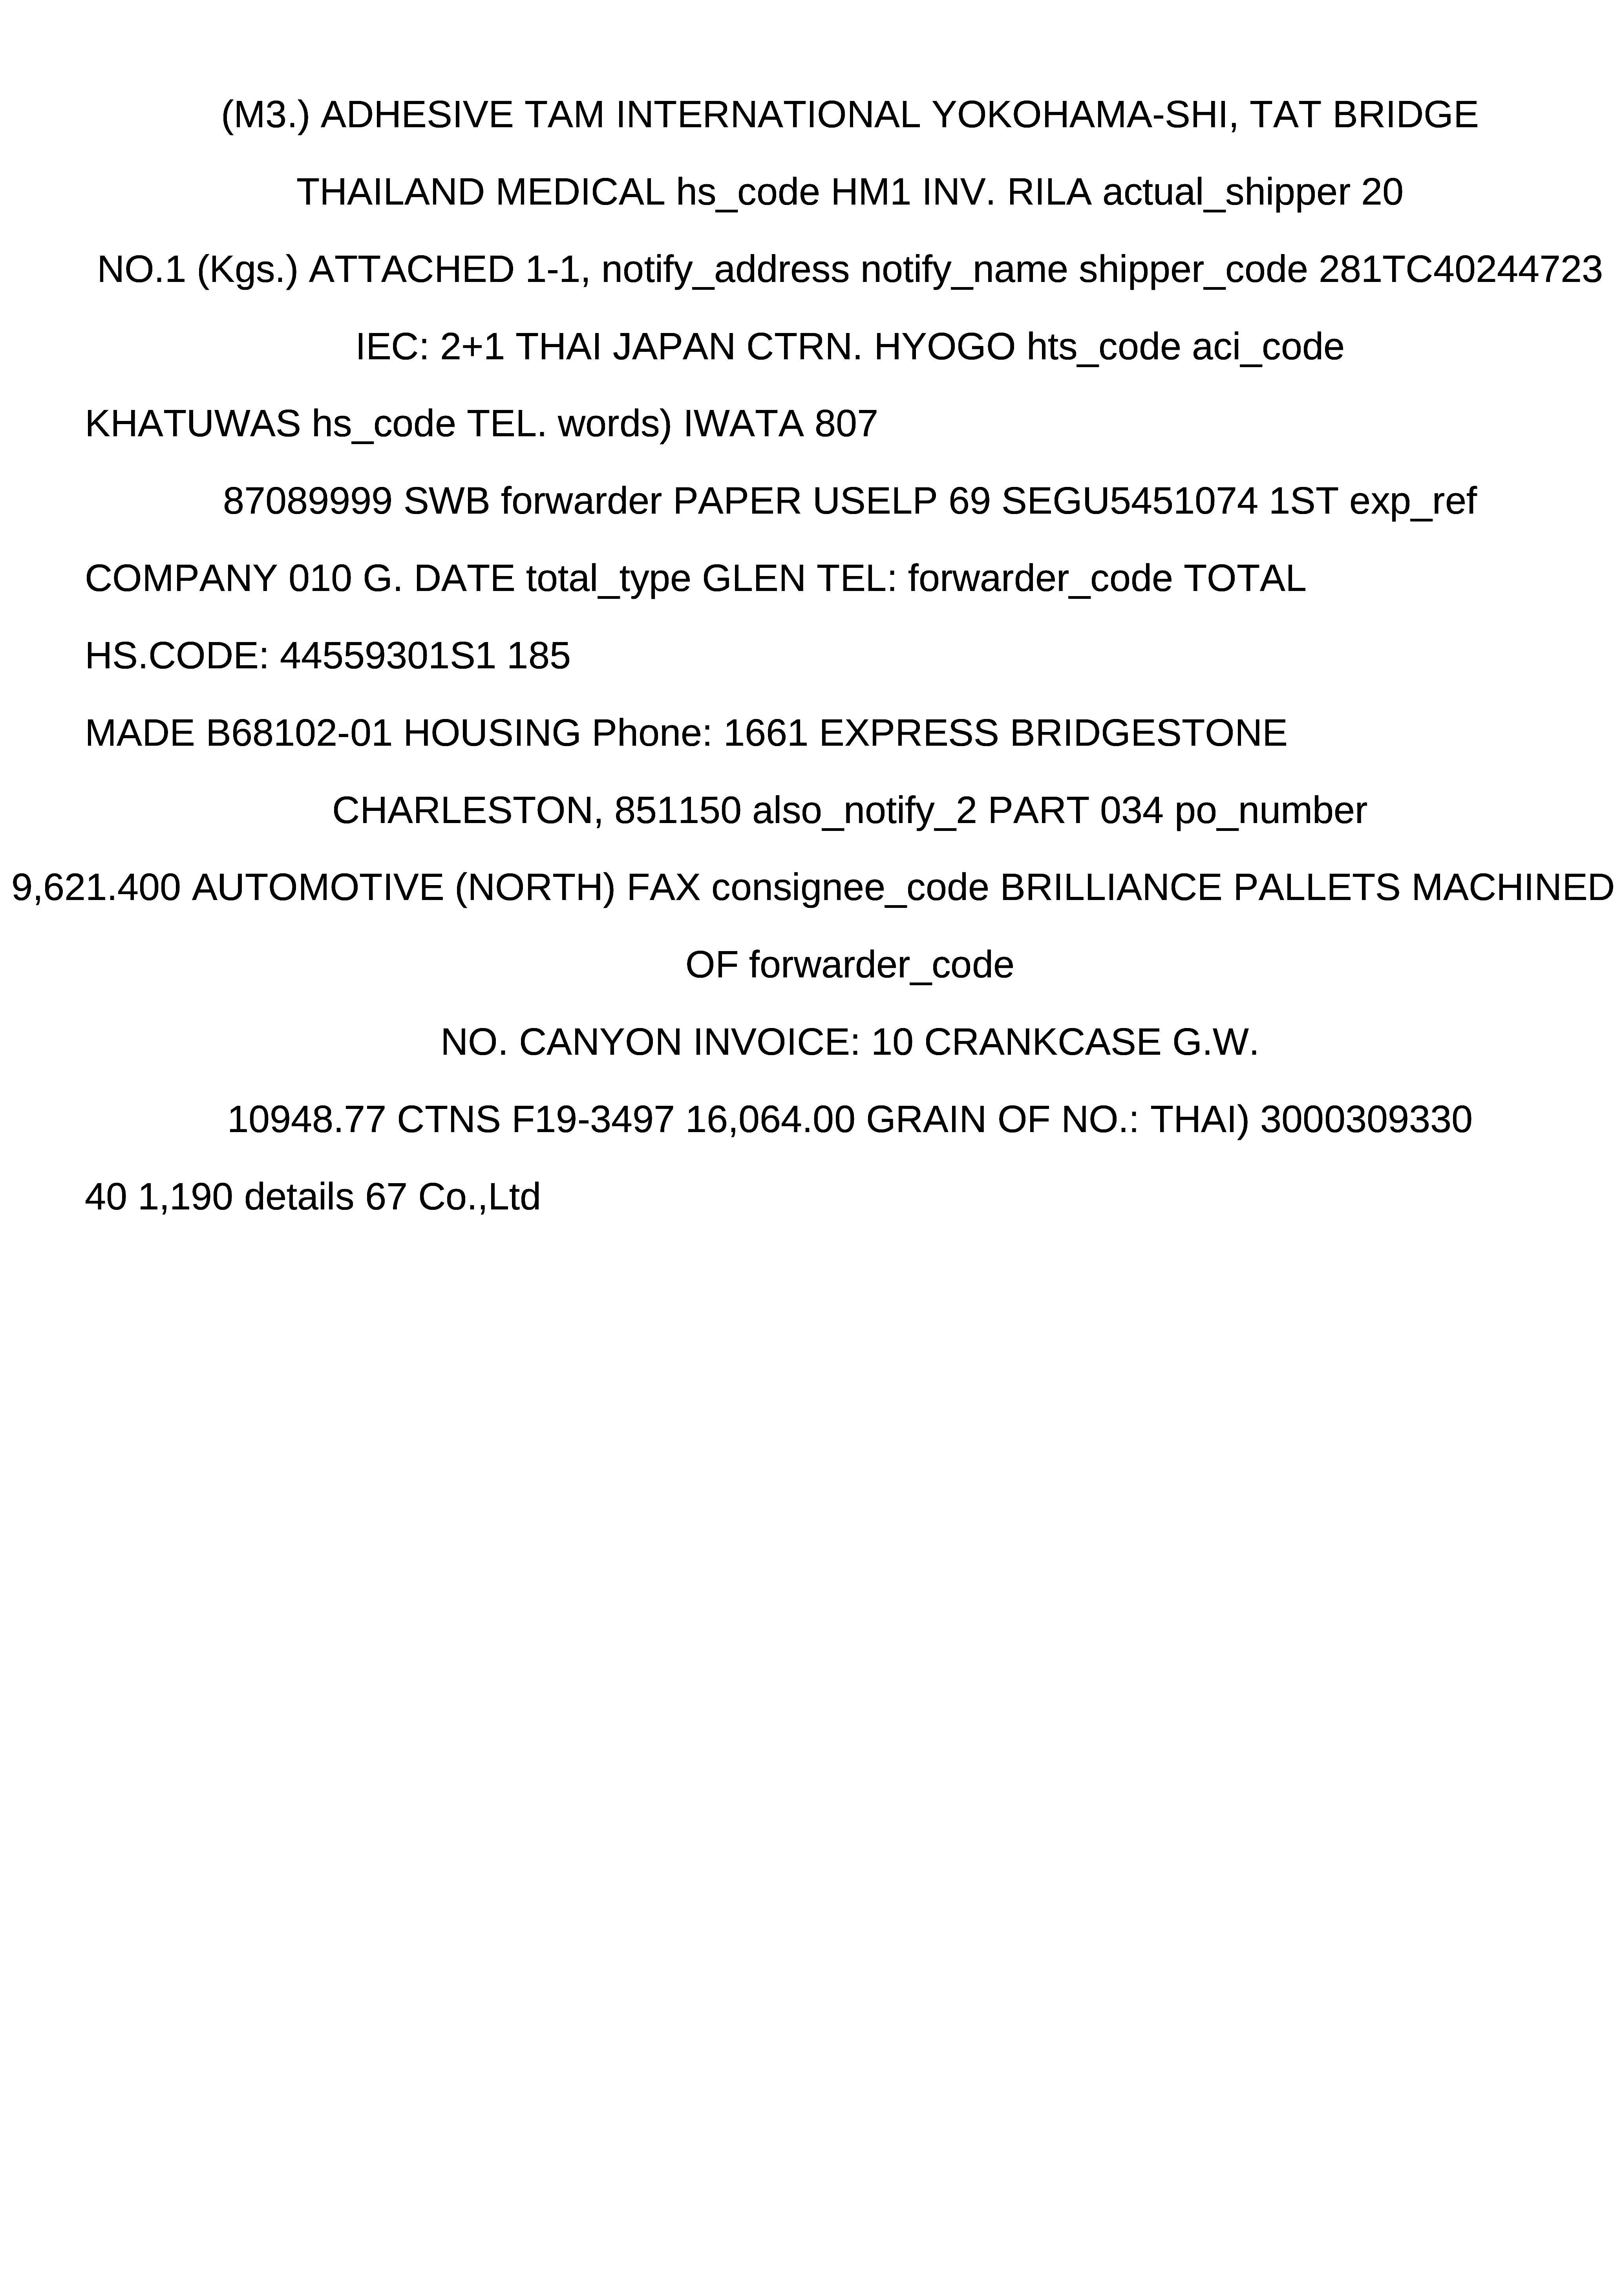 (M3.) ADHESIVE TAM INTERNATIONAL YOKOHAMA-SHI, TAT BRIDGE
THAILAND MEDICAL hs_code HM1 INV. RILA actual_shipper 20
NO.1 (Kgs.) ATTACHED 1-1, notify_address notify_name shipper_code 281TC40244723
IEC: 2+1 THAI JAPAN CTRN. HYOGO hts_code aci_code
KHATUWAS hs_code TEL. words) IWATA 807
87089999 SWB forwarder PAPER USELP 69 SEGU5451074 1ST exp_ref
COMPANY 010 G. DATE total_type GLEN TEL: forwarder_code TOTAL
HS.CODE: 44559301S1 185
MADE B68102-01 HOUSING Phone: 1661 EXPRESS BRIDGESTONE
CHARLESTON, 851150 also_notify_2 PART 034 po_number
9,621.400 AUTOMOTIVE (NORTH) FAX consignee_code BRILLIANCE PALLETS MACHINED
OF forwarder_code
NO. CANYON INVOICE: 10 CRANKCASE G.W.
10948.77 CTNS F19-3497 16,064.00 GRAIN OF NO.: THAI) 3000309330
40 1,190 details 67 Co.,Ltd